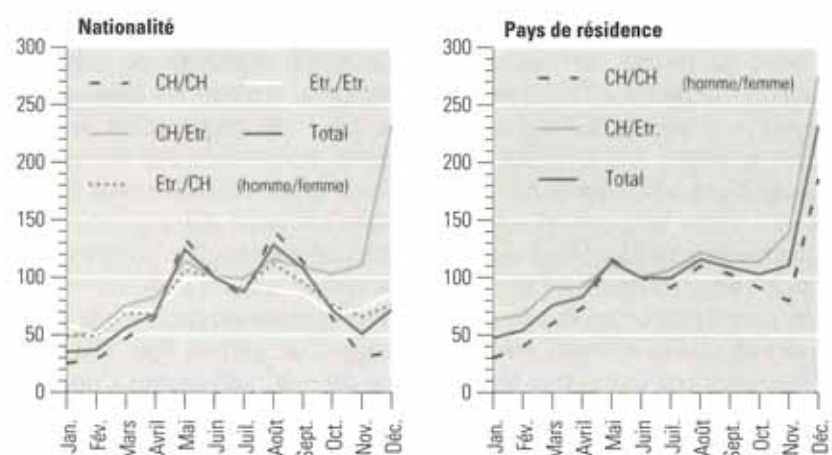 Nationalité
300
250
200
150
100
50
0
CH/CH
Etr./Etr.
CH/Etr.
Total
Etr./CH (homme/femme)
Jan.
Fév.
Mars
Avril
Mai
Juin
Juil.
Août
Sept.
Oct.
Nov.
Déc.
Pays de résidence
300
250
200
150
100
50
0
CH/CH (homme/femme)
CH/Etr.
Total
Jan.
Fév.
Mars
Avril
Mai
Juin
Juil.
Août
Sept.
Oct.
Nov.
Déc.